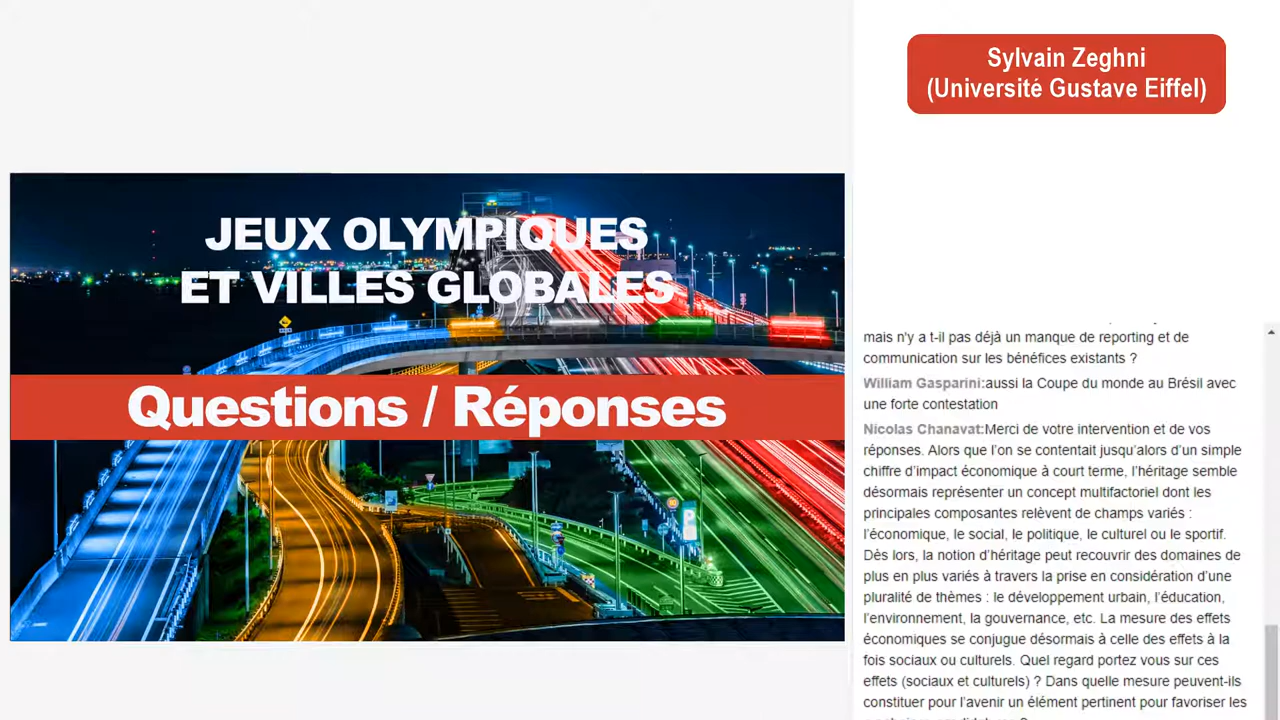 Sylvain Zeghni
(Université Gustave Eiffel)
JEUX OLYMPIQUES
ET VILLES GLOBALES
Questions / Réponses
mais n'y a t-il pas déjà un manque de reporting et de
communication sur les bénéfices existants ?
William Gasparini:aussi la Coupe du monde au Brésil avec
une forte contestation
Nicolas Chanavat:Merci de votre intervention et de vos
réponses. Alors que l'on se contentait jusqu'alors d'un simple
chiffre d'impact économique à court terme, l'héritage semble
désormais représenter un concept multifactoriel dont les
principales composantes relèvent de champs variés :
l'économique, le social, le politique, le culturel ou le sportif.
Dès lors, la notion d'héritage peut recouvrir des domaines de
plus en plus variés à travers la prise en considération d'une
pluralité de thèmes : le développement urbain, l'éducation,
l'environnement, la gouvernance, etc. La mesure des effets
économiques se conjugue désormais à celle des effets à la
fois sociaux ou culturels. Quel regard portez vous sur ces
effets (sociaux et culturels) ? Dans quelle mesure peuvent-ils
constituer pour l'avenir un élément pertinent pour favoriser les